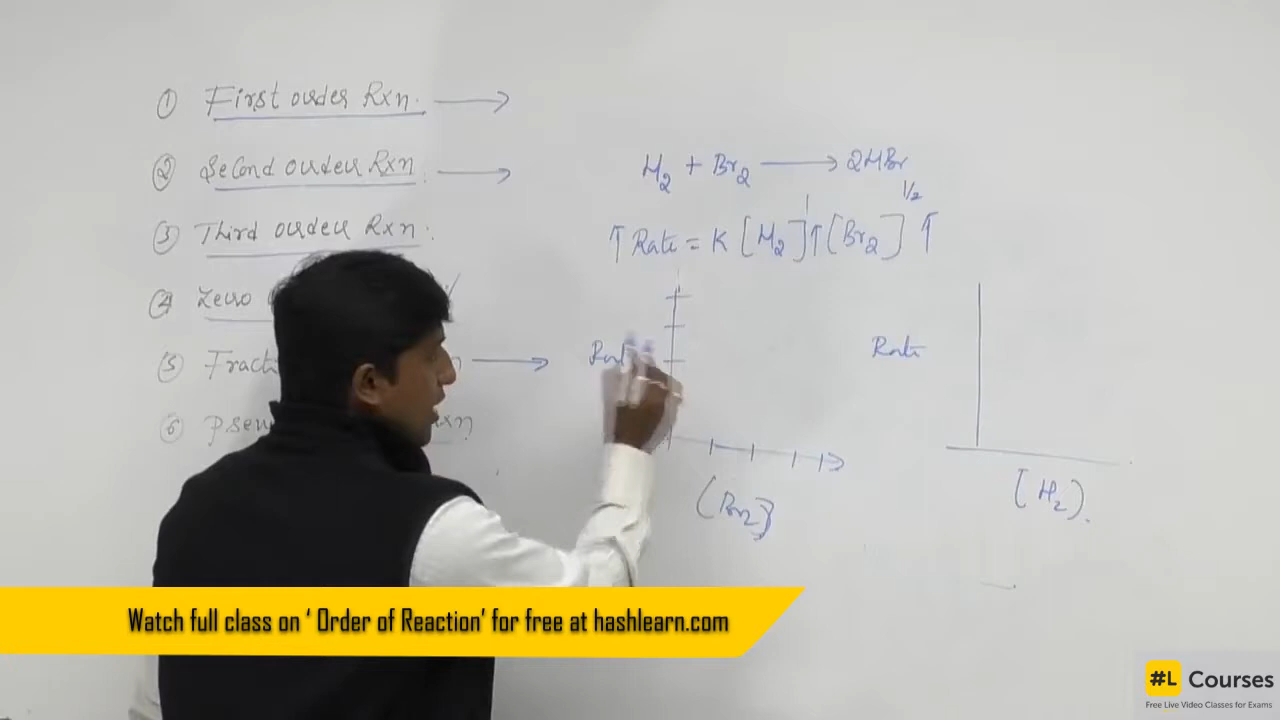 ① First order Rxn. →
② Second order Rxn. →
③ Third order Rxn.
④ Zero
⑤ Fract →
⑥ Pseu rxn
H2 + Br2 → 2HBr
↑ Rate = K [H2]1 ↑ (Br2]1/2 ↑
Rate
(Br2}
Rate
[H2).
Watch full class on ‘ Order of Reaction’ for free at hashlearn.com
#L Courses
Free Live Video Classes for Exams